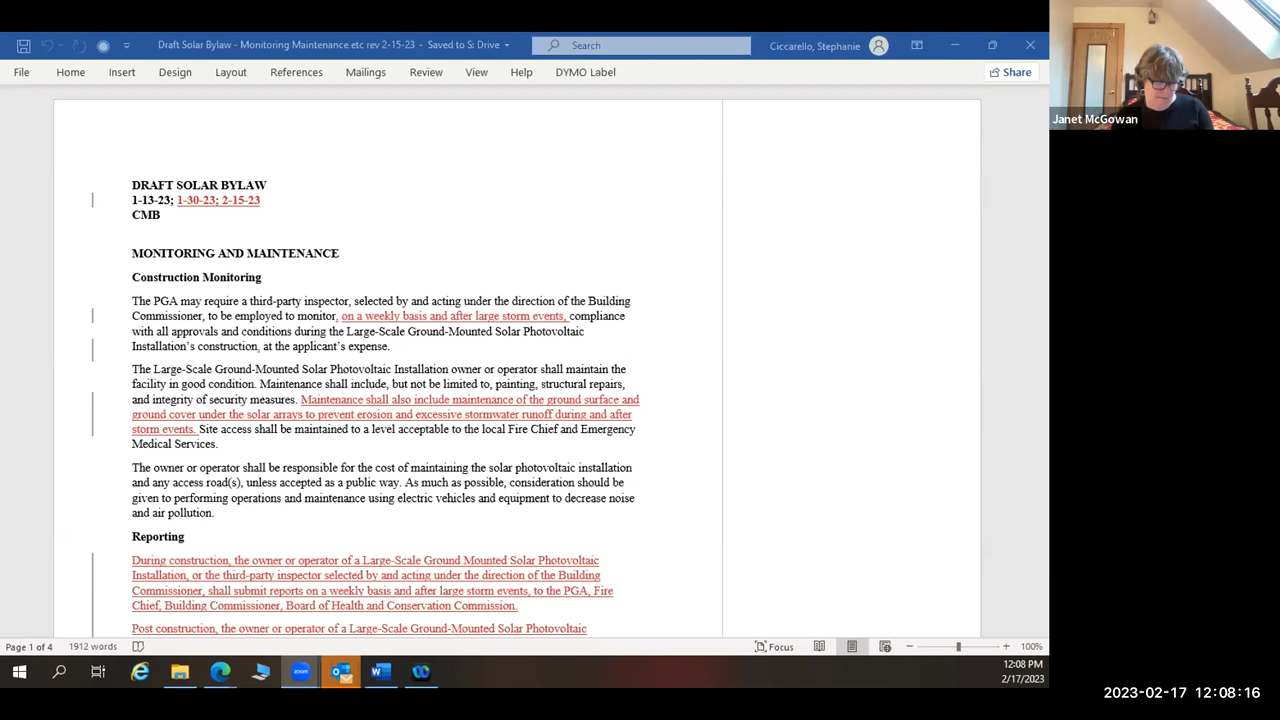 Draft Solar Bylaw - Monitoring Maintenance etc rev 2-15-23 - Saved to S: Drive
Search
Ciccarello, Stephanie
File Home Insert Design Layout References Mailings Review View Help DYMO Label Share
Janet McGowan
DRAFT SOLAR BYLAW
1-13-23; 1-30-23; 2-15-23
CMB
MONITORING AND MAINTENANCE
Construction Monitoring
The PGA may require a third-party inspector, selected by and acting under the direction of the Building
Commissioner, to be employed to monitor, on a weekly basis and after large storm events, compliance
with all approvals and conditions during the Large-Scale Ground-Mounted Solar Photovoltaic
Installation's construction, at the applicant's expense.
The Large-Scale Ground-Mounted Solar Photovoltaic Installation owner or operator shall maintain the
facility in good condition. Maintenance shall include, but not be limited to, painting, structural repairs,
and integrity of security measures. Maintenance shall also include maintenance of the ground surface and
ground cover under the solar arrays to prevent erosion and excessive stormwater runoff during and after
storm events. Site access shall be maintained to a level acceptable to the local Fire Chief and Emergency
Medical Services.
The owner or operator shall be responsible for the cost of maintaining the solar photovoltaic installation
and any access road(s), unless accepted as a public way. As much as possible, consideration should be
given to performing operations and maintenance using electric vehicles and equipment to decrease noise
and air pollution.
Reporting
During construction, the owner or operator of a Large-Scale Ground Mounted Solar Photovoltaic
Installation, or the third-party inspector selected by and acting under the direction of the Building
Commissioner, shall submit reports on a weekly basis and after large storm events, to the PGA, Fire
Chief, Building Commissioner, Board of Health and Conservation Commission.
Post construction, the owner or operator of a Large-Scale Ground-Mounted Solar Photovoltaic
Page 1 of 4 1912 words Focus 100%
zoom
12:08 PM
2/17/2023
2023-02-17 12:08:16